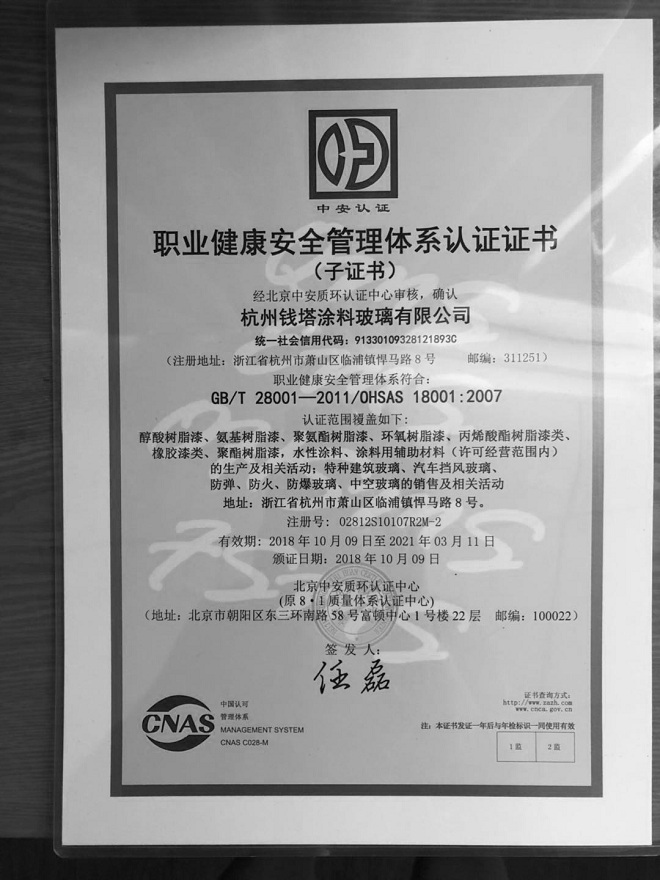 中安认证
职业健康安全管理体系认证证书
(子证书)
经北京中安质环认证中心审核，确认
杭州钱塔涂料玻璃有限公司
统一社会信用代码：91330109328121893C
(注册地址：浙江省杭州市萧山区临浦镇悍马路8号 邮编：311251)
职业健康安全管理体系符合：
GB/T 28001—2011/OHSAS 18001:2007
认证范围覆盖如下：
醇酸树脂漆、氨基树脂漆、聚氨酯树脂漆、环氧树脂漆、丙烯酸酯树脂漆类、
橡胶漆类、聚酯树脂漆，水性涂料、涂料用辅助材料（许可经营范围内）
的生产及相关活动；特种建筑玻璃、汽车挡风玻璃、
防弹、防火、防爆玻璃、中空玻璃的销售及相关活动
地址：浙江省杭州市萧山区临浦镇悍马路8号。
注册号：02812S10107R2M-2
有效期：2018年10月09日至2021年03月11日
颁证日期：2018年10月09日
北京中安质环认证中心
(原8·1质量体系认证中心)
(地址：北京市朝阳区东三环南路58号富顿中心1号楼22层 邮编：100022)
签发人：
任磊
CNAS
中国认可
管理体系
MANAGEMENT SYSTEM
CNAS C028-M
证书查询方式：
http://www.zazh.com
www.cnca.gov.cn
注：本证书发证一年后与年检标识一同使用有效
1监 2监